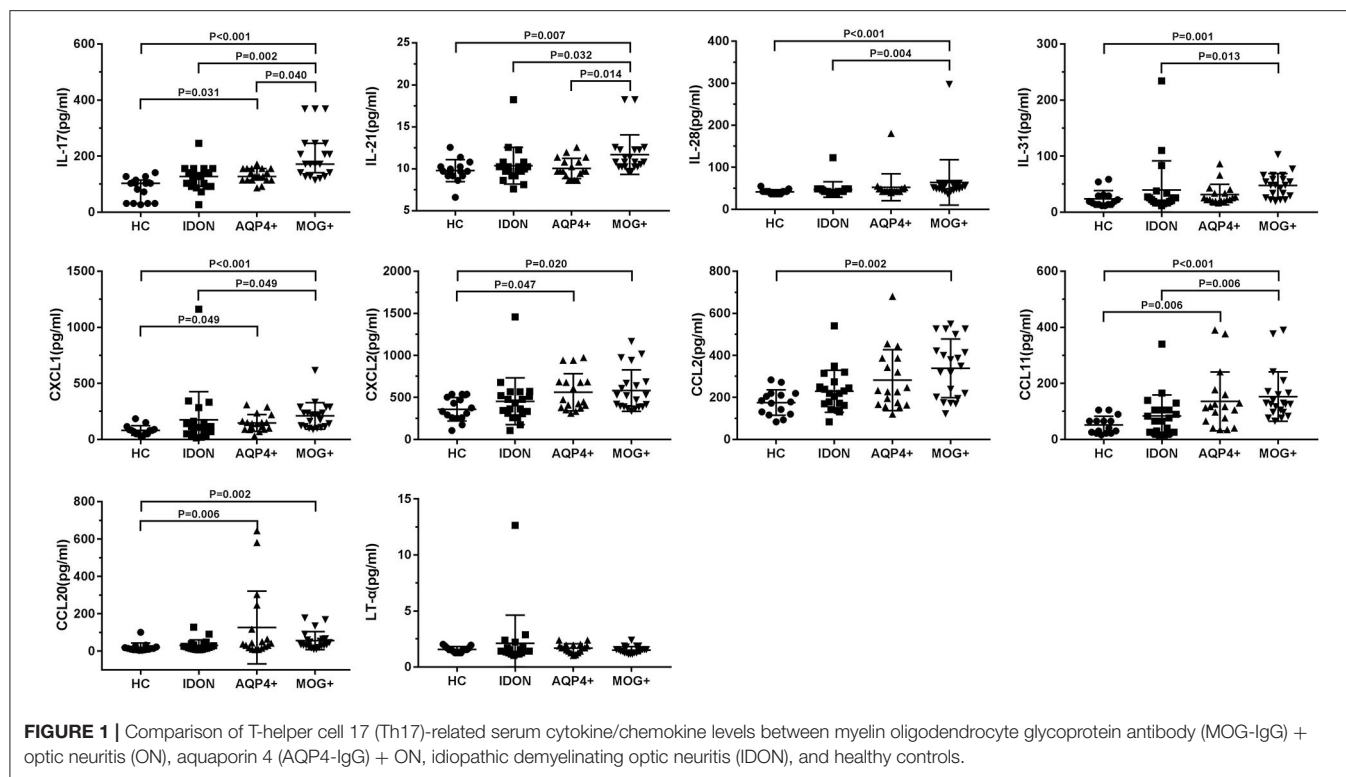 P<0.001
P=0.002
P=0.040
P=0.031
IL-17(pg/ml)
600
400
200
0
HC IDON AQP4+ MOG+
P=0.007
P=0.032
P=0.014
IL-21(pg/ml)
25
20
15
10
5
HC IDON AQP4+ MOG+
P<0.001
P=0.004
IL-28(pg/ml)
400
300
200
100
0
HC IDON AQP4+ MOG+
P=0.001
P=0.013
IL-31(pg/ml)
300
200
100
0
HC IDON AQP4+ MOG+
P<0.001
P=0.049
P=0.049
CXCL1(pg/ml)
1500
1000
500
0
HC IDON AQP4+ MOG+
P=0.020
P=0.047
CXCL2(pg/ml)
2000
1500
1000
500
0
HC IDON AQP4+ MOG+
P=0.002
CCL2(pg/ml)
800
600
400
200
0
HC IDON AQP4+ MOG+
P<0.001
P=0.006
P=0.006
CCL11(pg/ml)
600
400
200
0
HC IDON AQP4+ MOG+
P=0.002
P=0.006
CCL20(pg/ml)
800
600
400
200
0
HC IDON AQP4+ MOG+
LT-α(pg/ml)
15
10
5
0
HC IDON AQP4+ MOG+
FIGURE 1 | Comparison of T-helper cell 17 (Th17)-related serum cytokine/chemokine levels between myelin oligodendrocyte glycoprotein antibody (MOG-IgG) +
optic neuritis (ON), aquaporin 4 (AQP4-IgG) + ON, idiopathic demyelinating optic neuritis (IDON), and healthy controls.